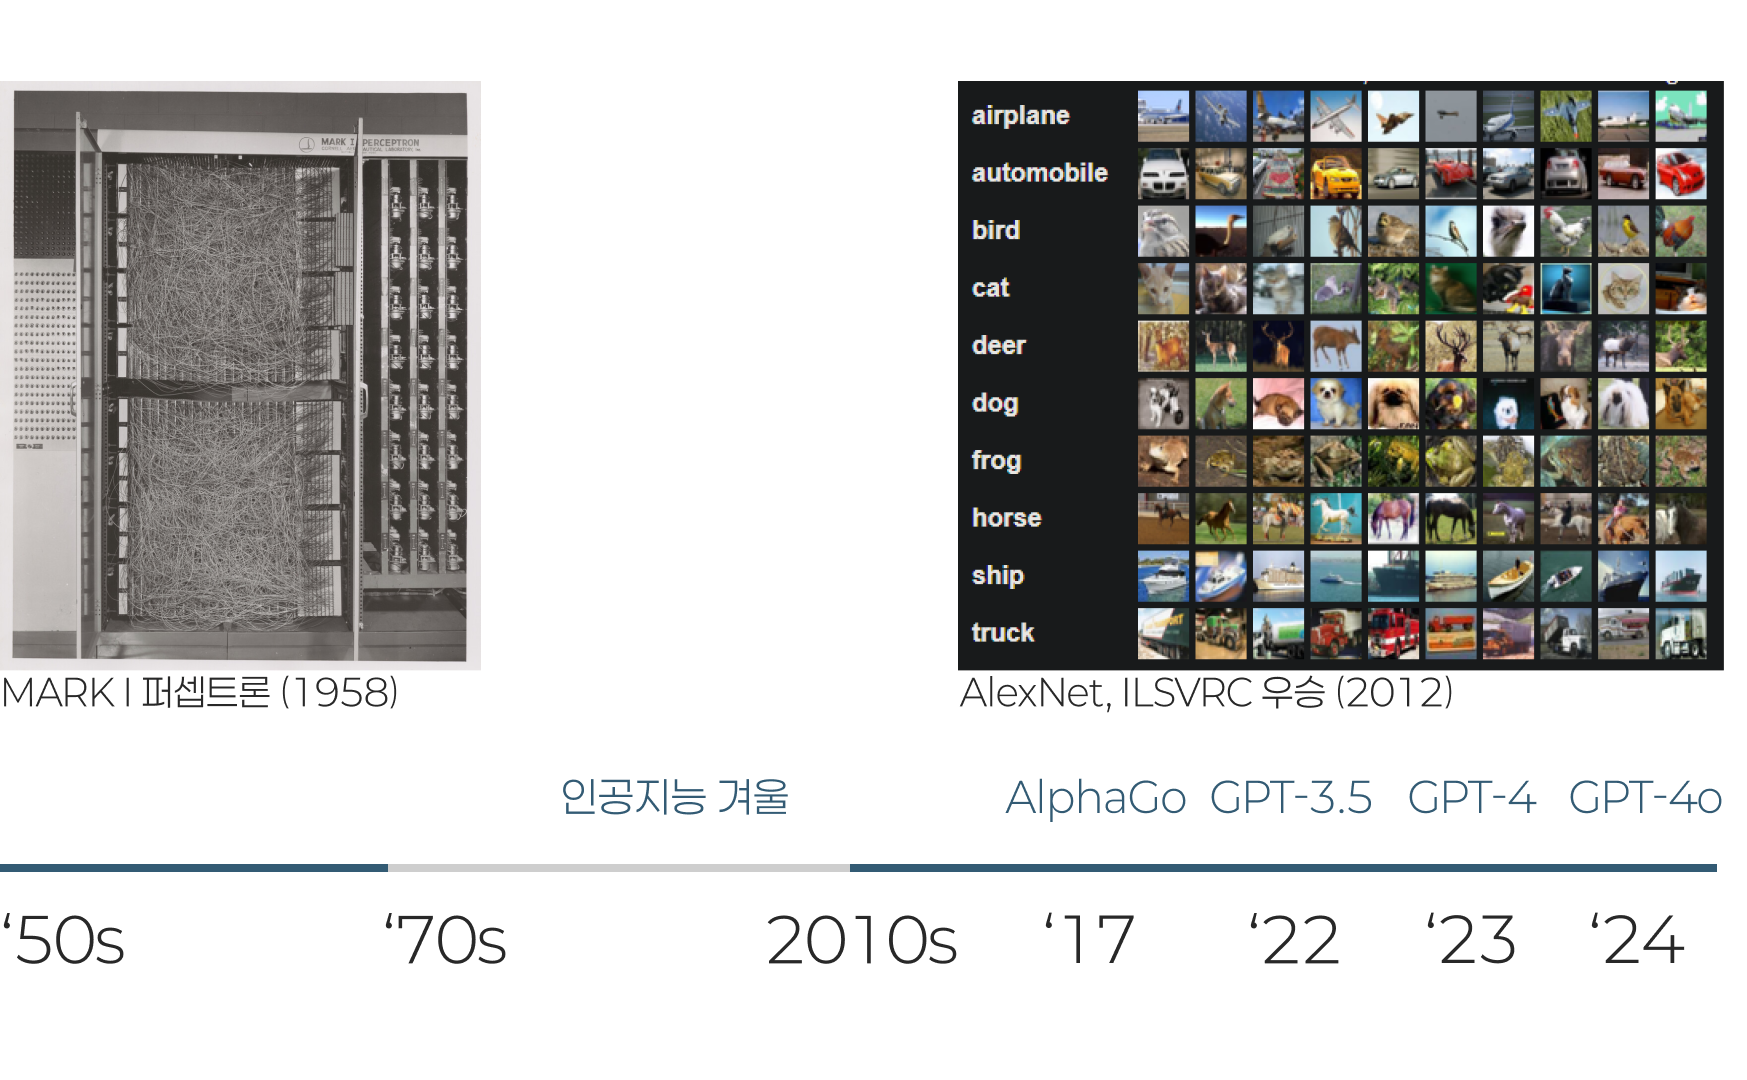 MARK I PERCEPTRON
airplane
automobile
bird
cat
deer
dog
frog
horse
ship
truck
MARK I 퍼셉트론 (1958)
AlexNet, ILSVRC 우승 (2012)
인공지능 겨울
AlphaGo
GPT-3.5
GPT-4
GPT-4o
‘50s
‘70s
2010s
‘17
‘22
‘23
‘24